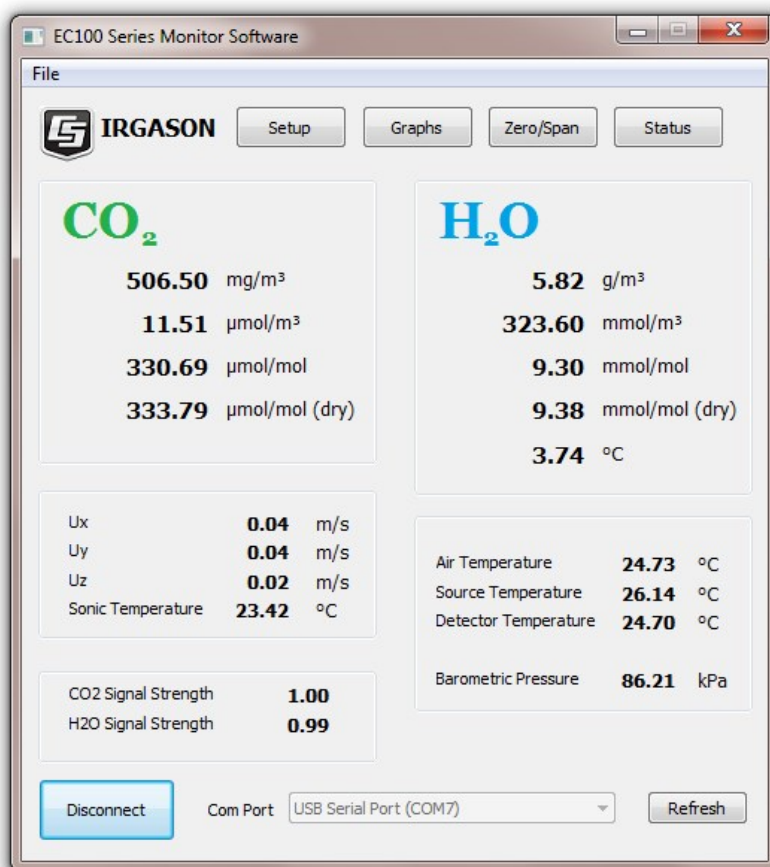 EC100 Series Monitor Software
File
IRGASON Setup Graphs Zero/Span Status
CO₂
506.50 mg/m³
11.51 µmol/m³
330.69 µmol/mol
333.79 µmol/mol (dry)
H₂O
5.82 g/m³
323.60 mmol/m³
9.30 mmol/mol
9.38 mmol/mol (dry)
3.74 °C
Ux 0.04 m/s
Uy 0.04 m/s
Uz 0.02 m/s
Sonic Temperature 23.42 °C
Air Temperature 24.73 °C
Source Temperature 26.14 °C
Detector Temperature 24.70 °C
Barometric Pressure 86.21 kPa
CO2 Signal Strength 1.00
H2O Signal Strength 0.99
Disconnect Com Port USB Serial Port (COM7) Refresh